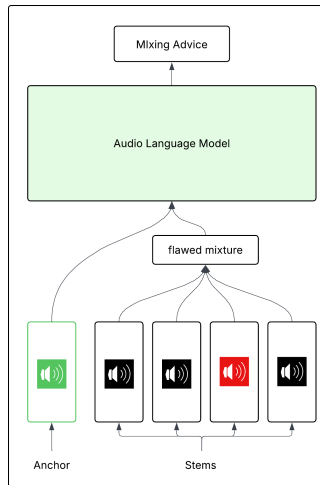 MIxing Advice
Audio Language Model
flawed mixture
Anchor
Stems